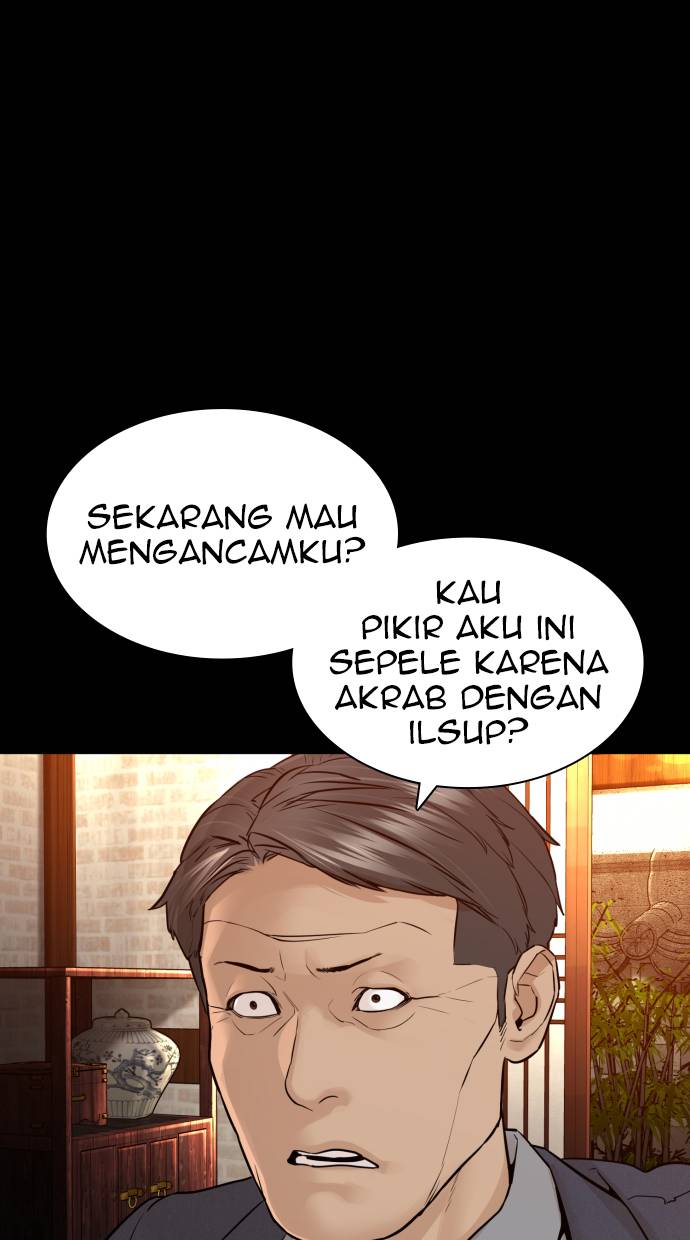 SEKARANG MAU
MENGANCAMKU?
KAU
PIKIR AKU INI
SEPELE KARENA
AKRAB DENGAN
ILSUP?